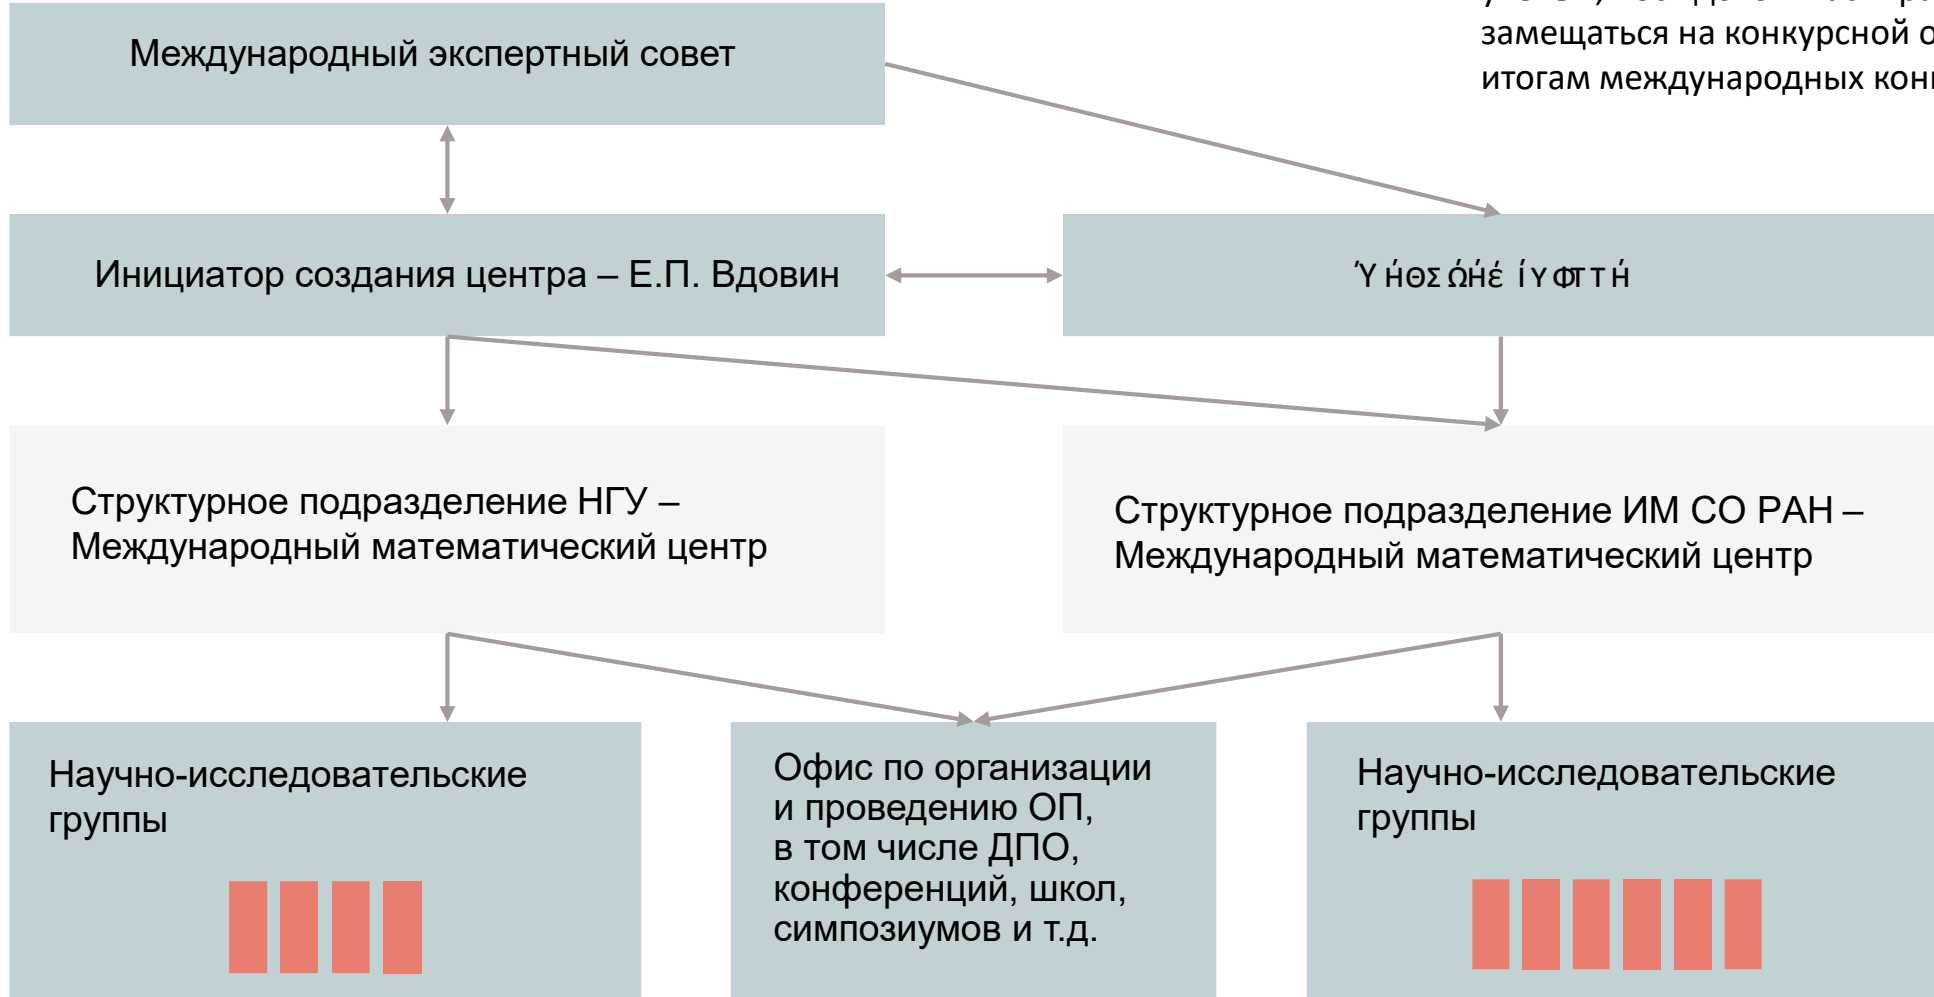 Международный экспертный совет
замещаться на конкурсной
итогам международных
Инициатор создания центра – Е.П. Вдовин
Структурное подразделение НГУ –
Международный математический центр
Структурное подразделение ИМ СО РАН –
Международный математический центр
Научно-исследовательские
группы
Офис по организации
и проведению ОП,
в том числе ДПО,
конференций, школ,
симпозиумов и т.д.
Научно-исследовательские
группы